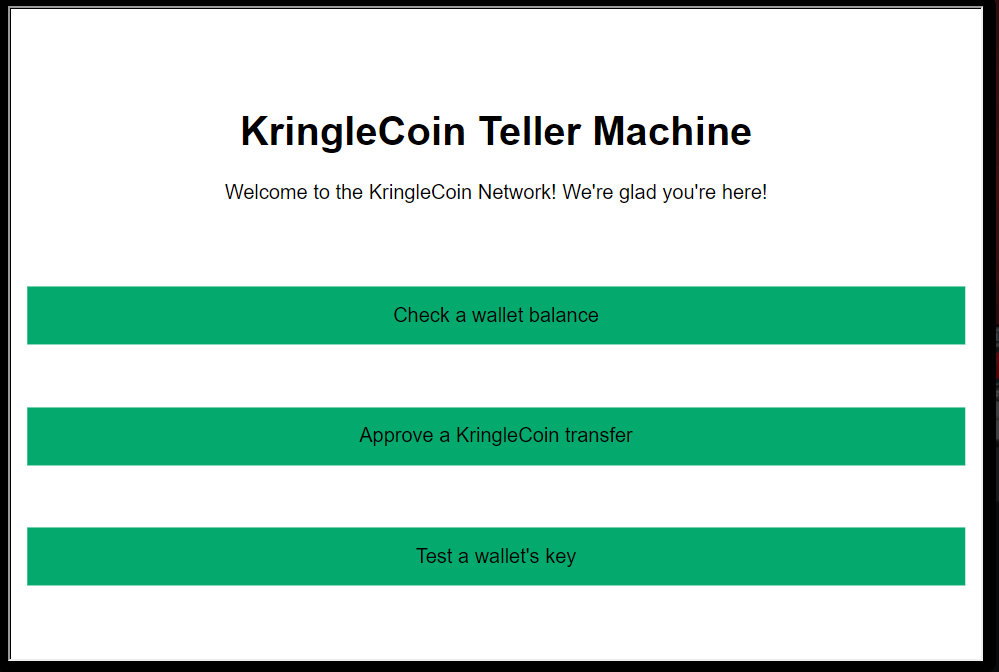 KringleCoin Teller Machine
Welcome to the KringleCoin Network! We're glad you're here!
Check a wallet balance
Approve a KringleCoin transfer
Test a wallet's key